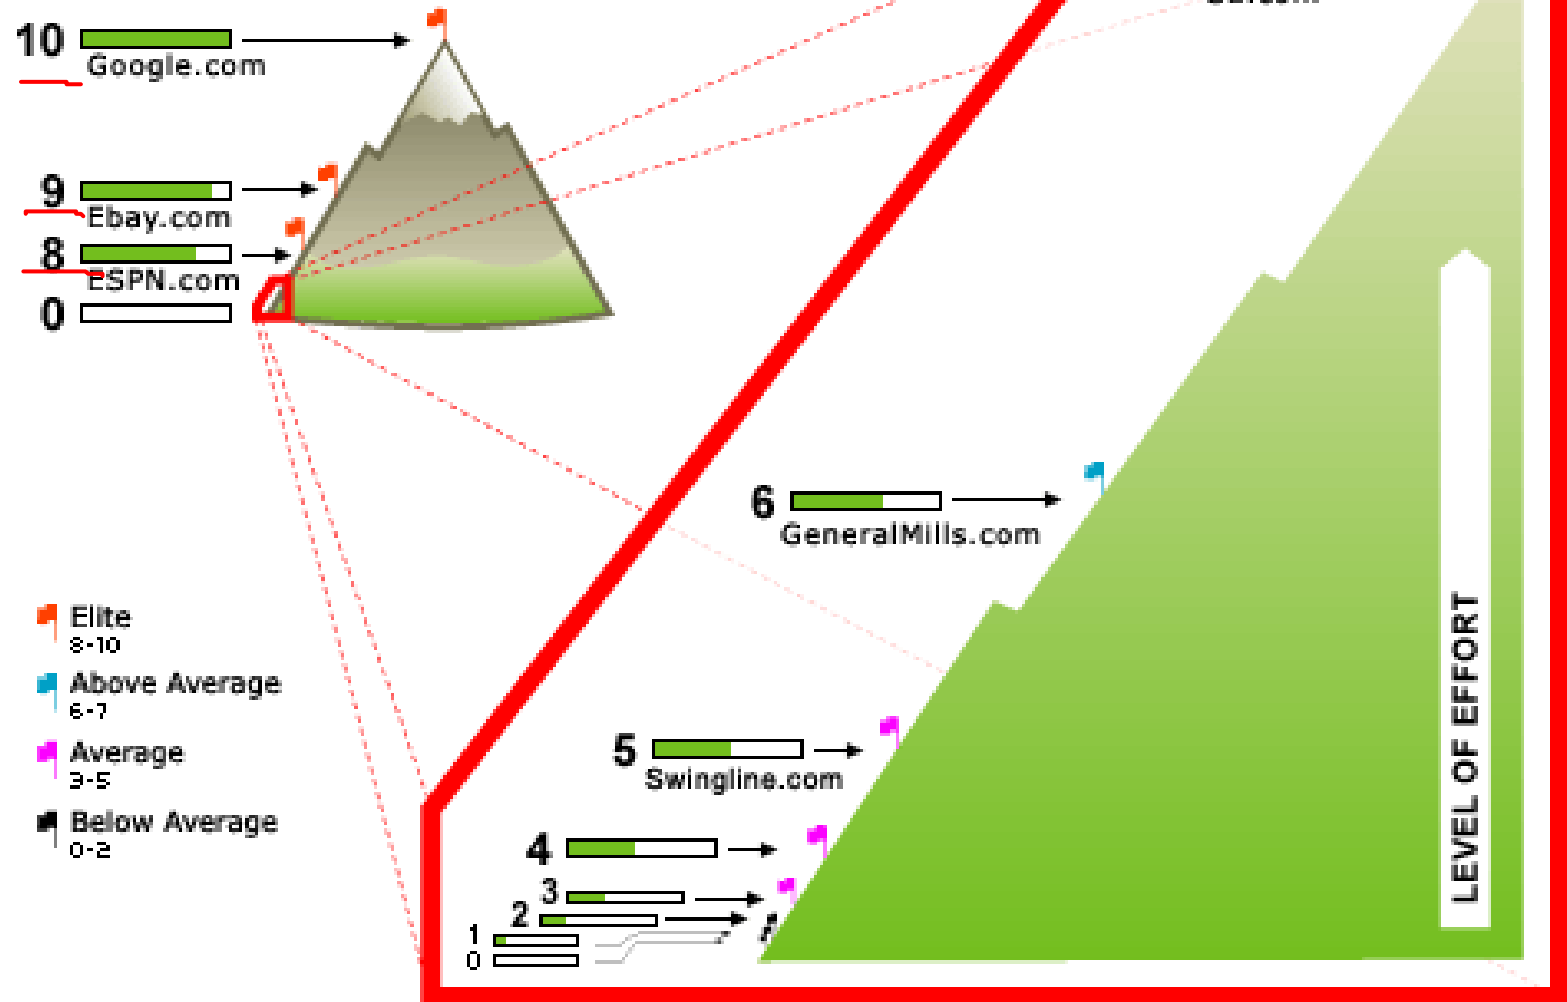 10
Google.com
9
Ebay.com
8
ESPN.com
0
6
GeneralMills.com
Elite
8-10
Above Average
6-7
Average
3-5
Below Average
0-2
5
Swingline.com
4
3
2
1
0
LEVEL OF EFFORT